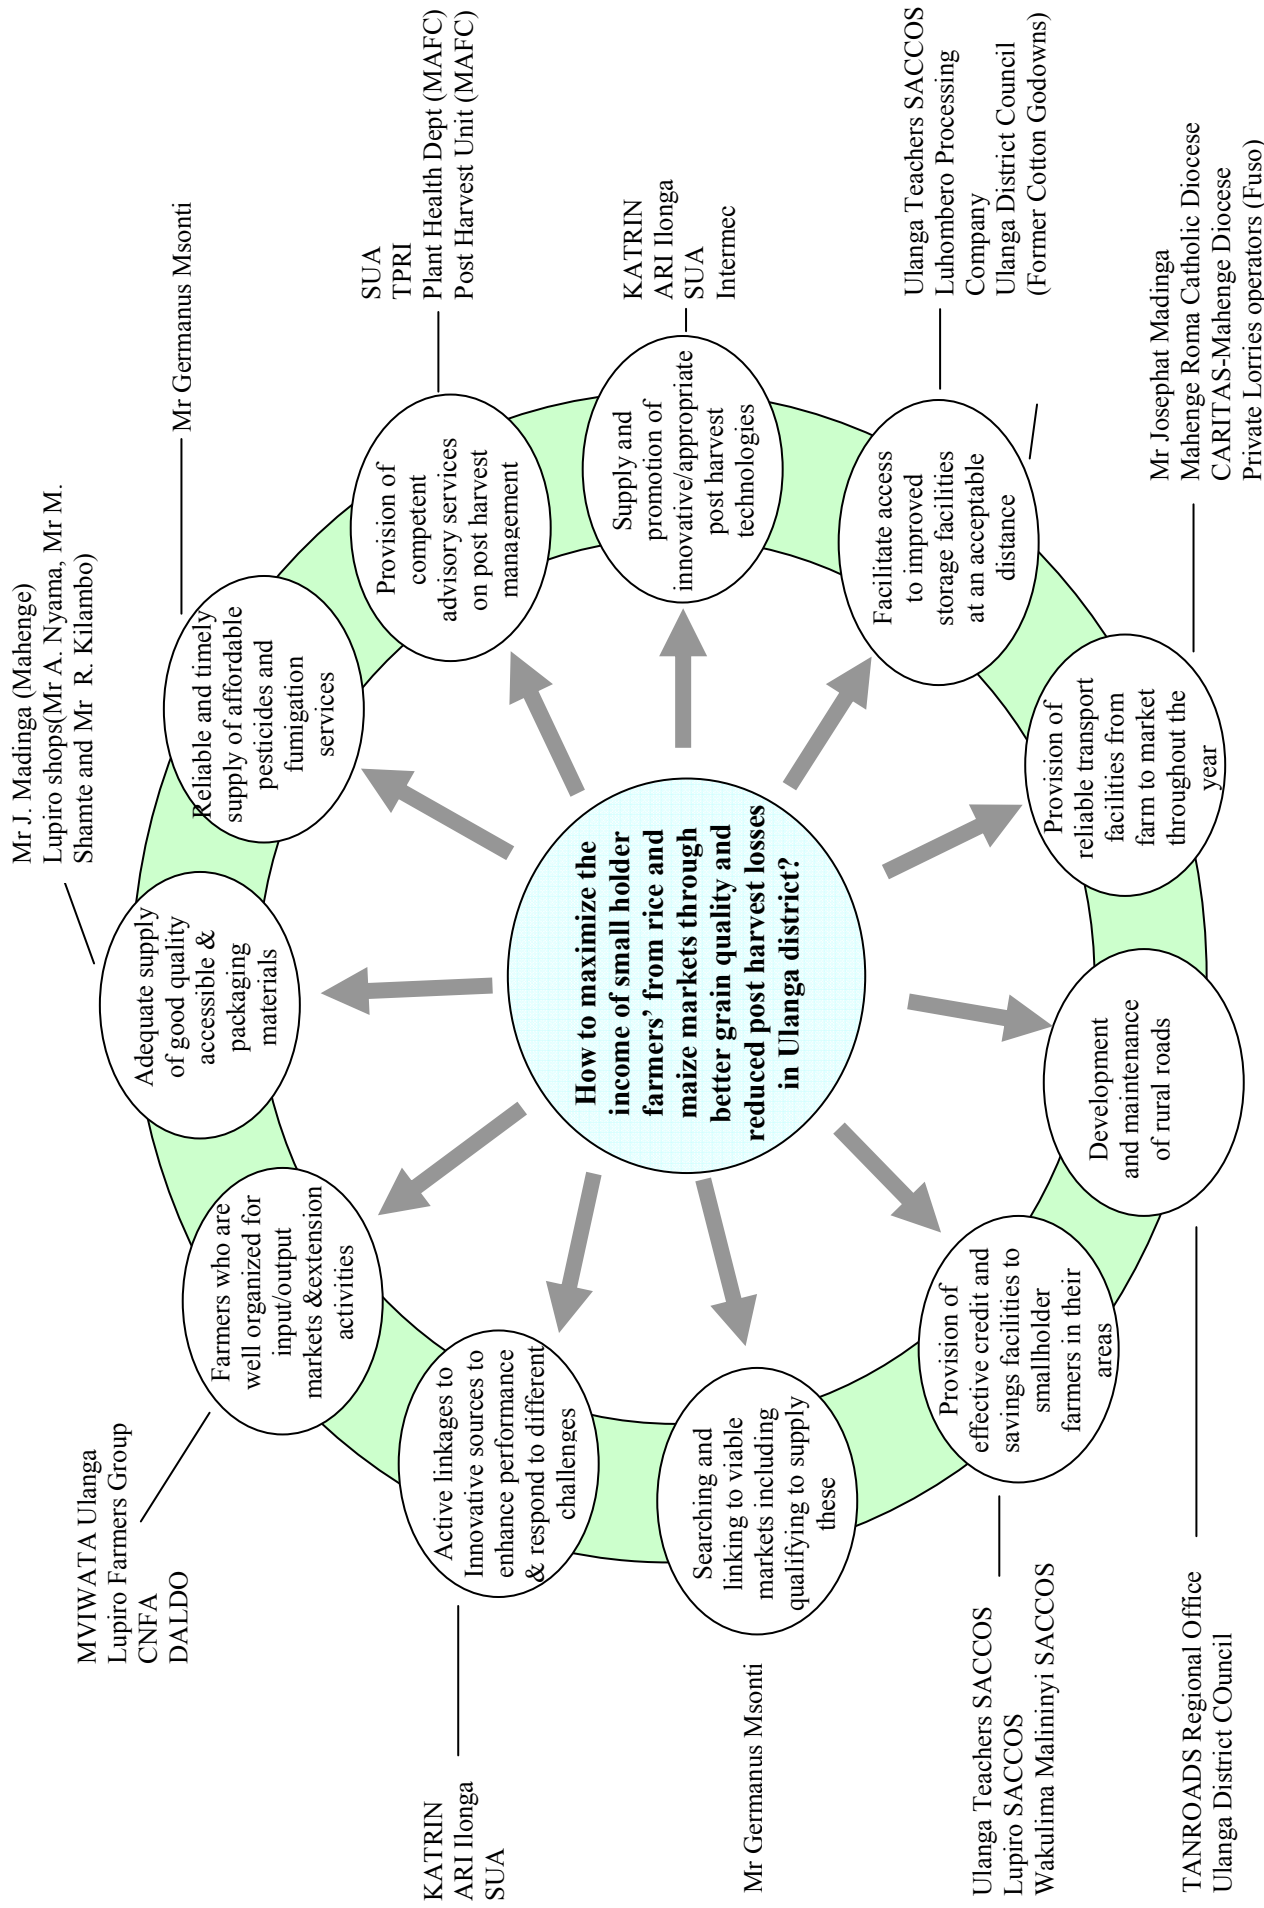 How to maximize the
income of small holder
farmers’ from rice and
maize markets through
better grain quality and
reduced post harvest losses
in Ulanga district?
Adequate supply
of good quality
accessible &
packaging
materials
Mr J. Madinga (Mahenge)
Lupiro shops(Mr A. Nyama, Mr M.
Shamte and Mr R. Kilambo)
Reliable and timely
supply of affordable
pesticides and
fumigation
services
Mr Germanus Msonti
Provision of
competent
advisory services
on post harvest
management
SUA
TPRI
Plant Health Dept (MAFC)
Post Harvest Unit (MAFC)
Supply and
promotion of
innovative/appropriate
post harvest
technologies
KATRIN
ARI Ilonga
SUA
Intermec
Facilitate access
to improved
storage facilities
at an acceptable
distance
Ulanga Teachers SACCOS
Luhombero Processing
Company
Ulanga District Council
(Former Cotton Godowns)
Provision of
reliable transport
facilities from
farm to market
throughout the
year
Mr Josephat Madinga
Mahenge Roma Catholic Diocese
CARITAS-Mahenge Diocese
Private Lorries operators (Fuso)
Development
and maintenance
of rural roads
TANROADS Regional Office
Ulanga District COuncil
Provision of
effective credit and
savings facilities to
smallholder
farmers in their
areas
Ulanga Teachers SACCOS
Lupiro SACCOS
Wakulima Malininyi SACCOS
Searching and
linking to viable
markets including
qualifying to supply
these
Mr Germanus Msonti
Active linkages to
Innovative sources to
enhance performance
& respond to different
challenges
KATRIN
ARI Ilonga
SUA
Farmers who are
well organized for
input/output
markets &extension
activities
MVIWATA Ulanga
Lupiro Farmers Group
CNFA
DALDO